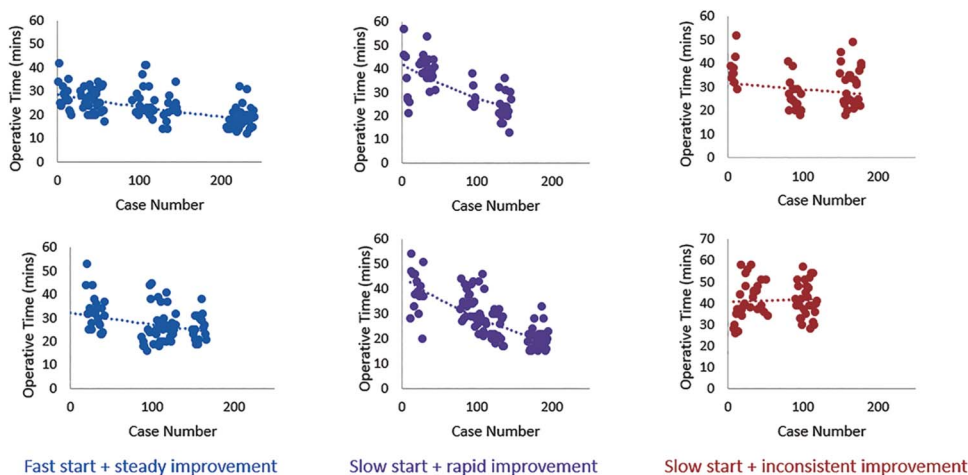 Operative Time (mins)
60
50
40
30
20
10
0
0 100 200
Case Number
Operative Time (mins)
60
50
40
30
20
10
0
0 100 200
Case Number
Operative Time (mins)
60
50
40
30
20
10
0
0 100 200
Case Number
Operative Time (mins)
60
50
40
30
20
10
0
0 100 200
Case Number
Operative Time (mins)
60
50
40
30
20
10
0
0 100 200
Case Number
Operative Time (mins)
70
60
50
40
30
20
10
0
0 100 200
Case Number
Fast start + steady improvement
Slow start + rapid improvement
Slow start + inconsistent improvement